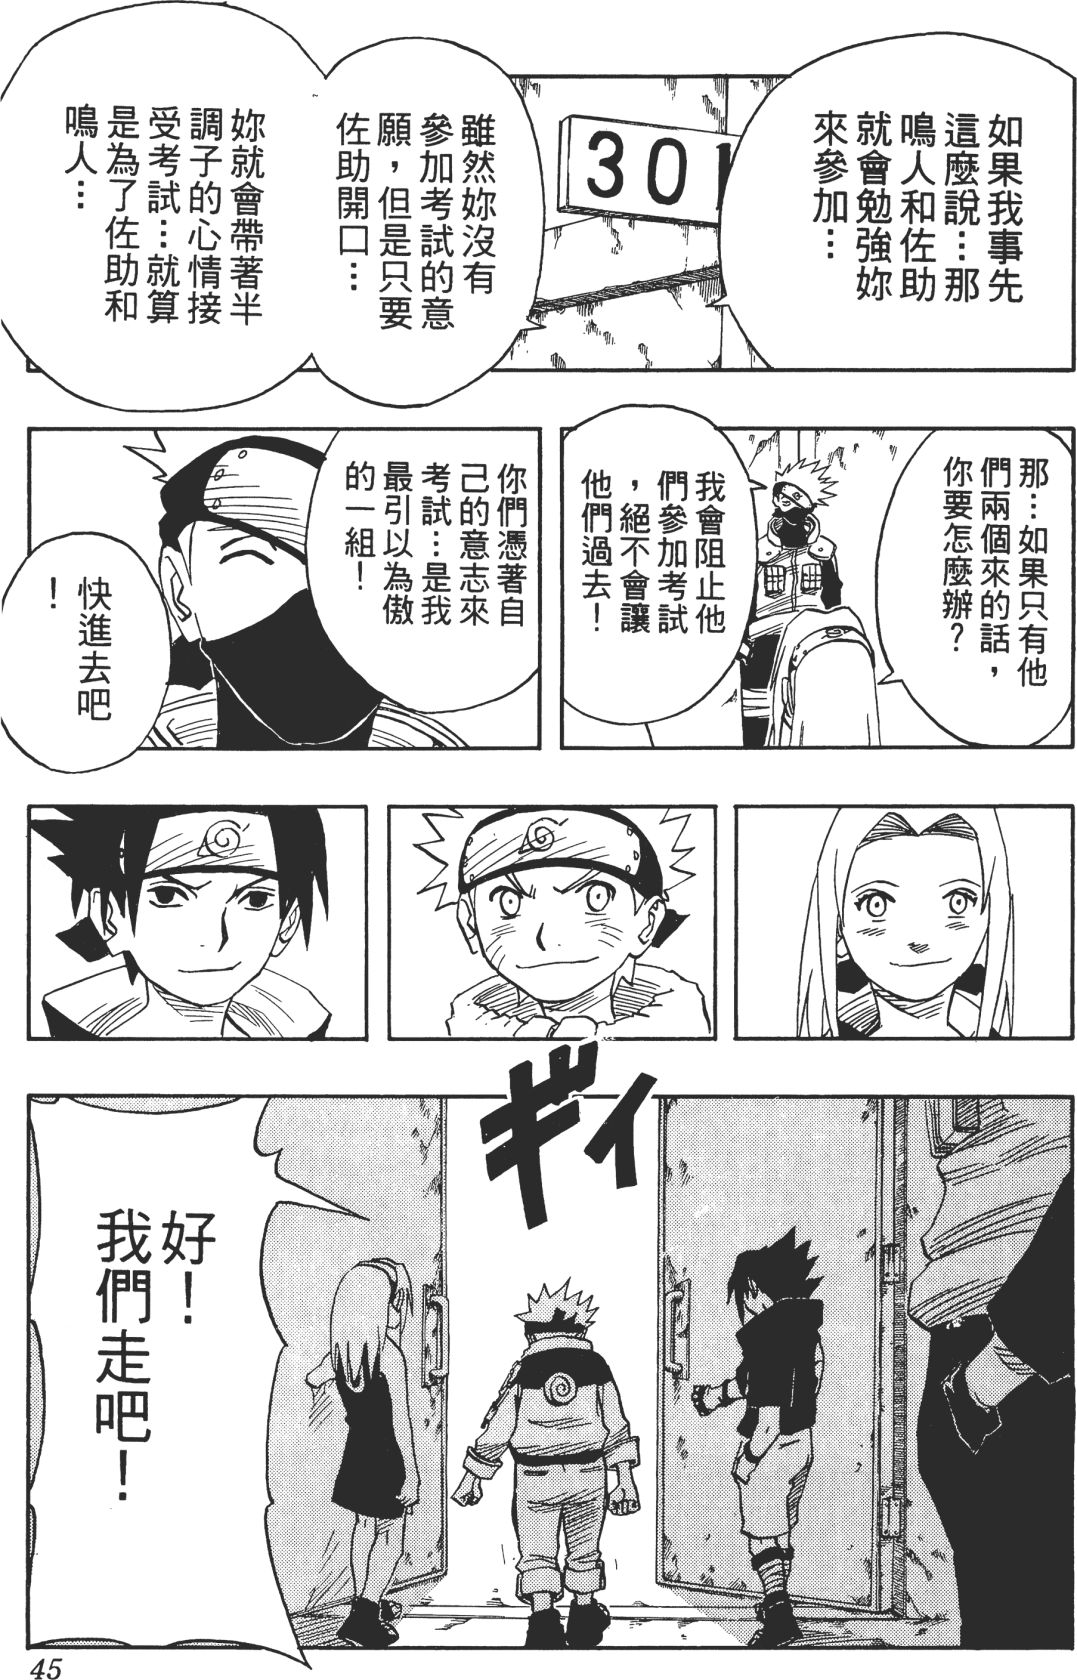 如果我事先
這麼說…那
鳴人和佐助
就會勉強妳
來參加…
301
雖然妳沒有
參加考試的意
願，但是只要
佐助開口…
妳就會帶著半
調子的心情接
受考試…就算
是為了佐助和
鳴人…
那…如果只有他
們兩個來的話，
你要怎麼辦？
我會阻止他
們參加考試
，絕不會讓
他們過去！
你們憑著自
己的意志來
考試…是我
最引以為傲
的一組！
快進去吧
！
ギイ
好！
我們走吧！
45